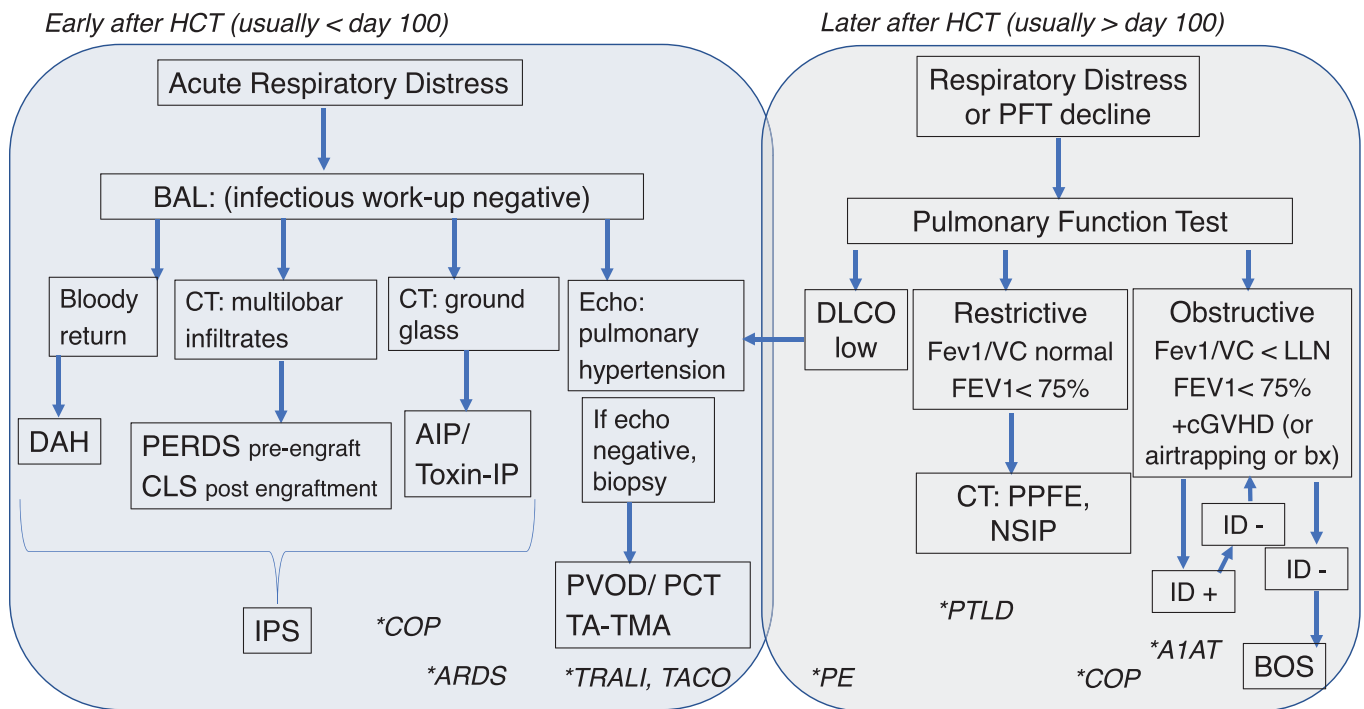 Early after HCT (usually < day 100)
Later after HCT (usually > day 100)
Acute Respiratory Distress
BAL: (infectious work-up negative)
Bloody
return
CT: multilobar
infiltrates
CT: ground
glass
Echo:
pulmonary
hypertension
DAH
PERDS pre-engraft
CLS post engraftment
AIP/
Toxin-IP
If echo
negative,
biopsy
IPS
PVOD/ PCT
TA-TMA
*COP
*ARDS
*TRALI, TACO
Respiratory Distress
or PFT decline
Pulmonary Function Test
DLCO
low
Restrictive
Fev1/VC normal
FEV1< 75%
Obstructive
Fev1/VC < LLN
FEV1< 75%
+cGVHD (or
airtrapping or bx)
CT: PPFE,
NSIP
ID -
ID +
ID -
BOS
*PTLD
*A1AT
*PE
*COP